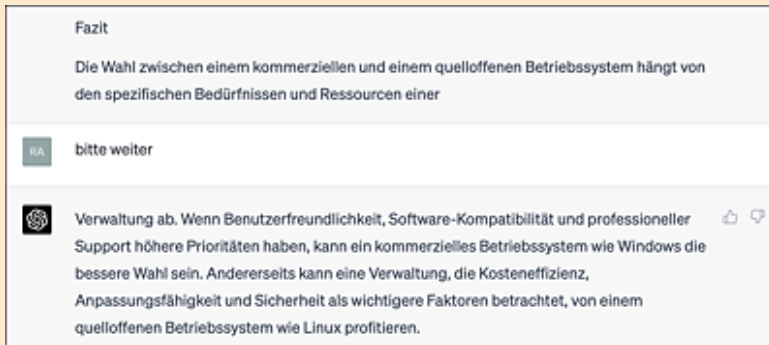 Fazit
Die Wahl zwischen einem kommerziellen und einem quelloffenen Betriebssystem hängt von
den spezifischen Bedürfnissen und Ressourcen einer
RA
bitte weiter
Verwaltung ab. Wenn Benutzerfreundlichkeit, Software-Kompatibilität und professioneller
Support höhere Prioritäten haben, kann ein kommerzielles Betriebssystem wie Windows die
bessere Wahl sein. Andererseits kann eine Verwaltung, die Kosteneffizienz,
Anpassungsfähigkeit und Sicherheit als wichtigere Faktoren betrachtet, von einem
quelloffenen Betriebssystem wie Linux profitieren.